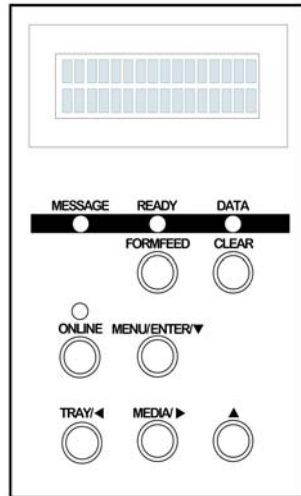 MESSAGE READY DATA
FORMFEED CLEAR
ONLINE MENU/ENTER/▼
TRAY/◀ MEDIA/ ▶ ▲